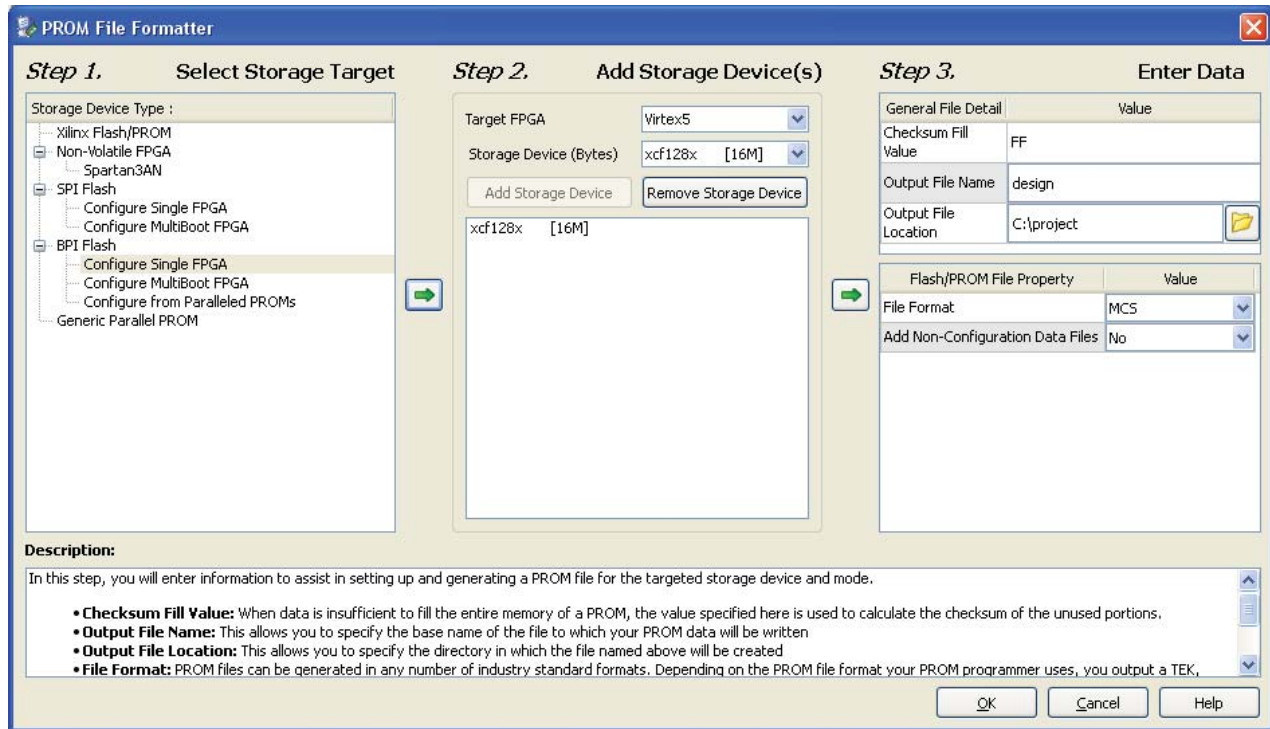 PROM File Formatter
Step 1. Select Storage Target
Storage Device Type :
Xilinx Flash/PROM
Non-Volatile FPGA
Spartan3AN
SPI Flash
Configure Single FPGA
Configure MultiBoot FPGA
BPI Flash
Configure Single FPGA
Configure MultiBoot FPGA
Configure from Paralleled PROMs
Generic Parallel PROM
Step 2. Add Storage Device(s)
Target FPGA Virtex5
Storage Device (Bytes) xcf128x [16M]
Add Storage Device Remove Storage Device
xcf128x [16M]
Step 3. Enter Data
General File Detail Value
Checksum Fill
Value FF
Output File Name design
Output File
Location C:\project
Flash/PROM File Property Value
File Format MCS
Add Non-Configuration Data Files No
Description:
In this step, you will enter information to assist in setting up and generating a PROM file for the targeted storage device and mode.
• Checksum Fill Value: When data is insufficient to fill the entire memory of a PROM, the value specified here is used to calculate the checksum of the unused portions.
• Output File Name: This allows you to specify the base name of the file to which your PROM data will be written
• Output File Location: This allows you to specify the directory in which the file named above will be created
• File Format: PROM files can be generated in any number of industry standard formats. Depending on the PROM file format your PROM programmer uses, you output a TEK,
OK Cancel Help